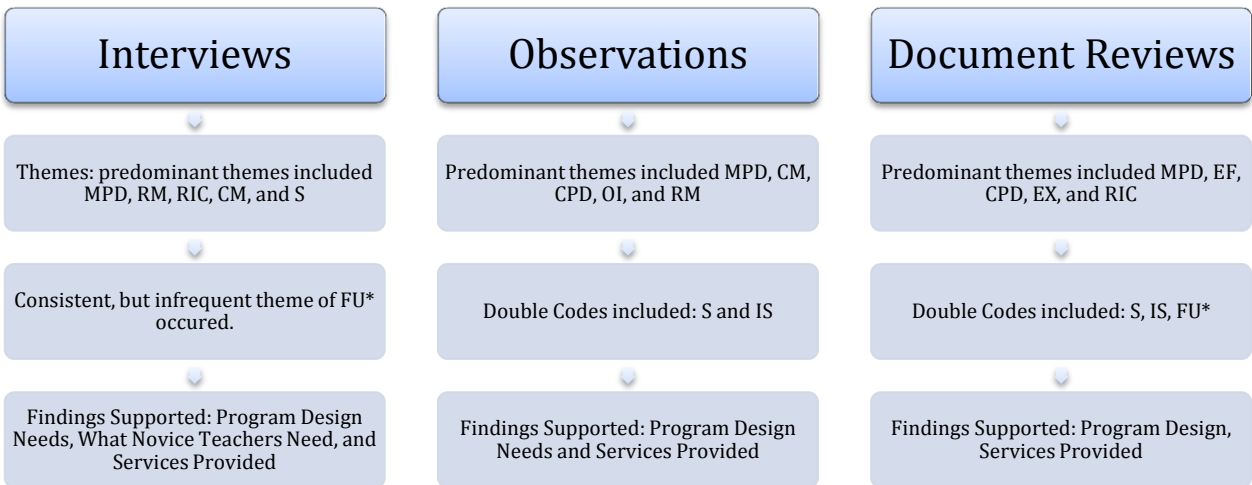 Interviews
Themes: predominant themes included
MPD, RM, RIC, CM, and S
Consistent, but infrequent theme of FU*
occured.
Findings Supported: Program Design
Needs, What Novice Teachers Need, and
Services Provided
Observations
Predominant themes included MPD, CM,
CPD, OI, and RM
Double Codes included: S and IS
Findings Supported: Program Design
Needs and Services Provided
Document Reviews
Predominant themes included MPD, EF,
CPD, EX, and RIC
Double Codes included: S, IS, FU*
Findings Supported: Program Design,
Services Provided